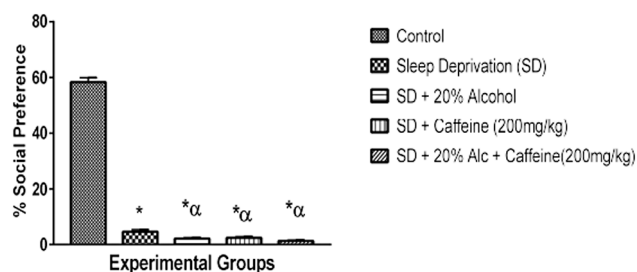 80
60
40
20
0
% Social Preference
*
*α
*α
*α
Experimental Groups
Control
Sleep Deprivation (SD)
SD + 20% Alcohol
SD + Caffeine (200mg/kg)
SD + 20% Alc + Caffeine(200mg/kg)